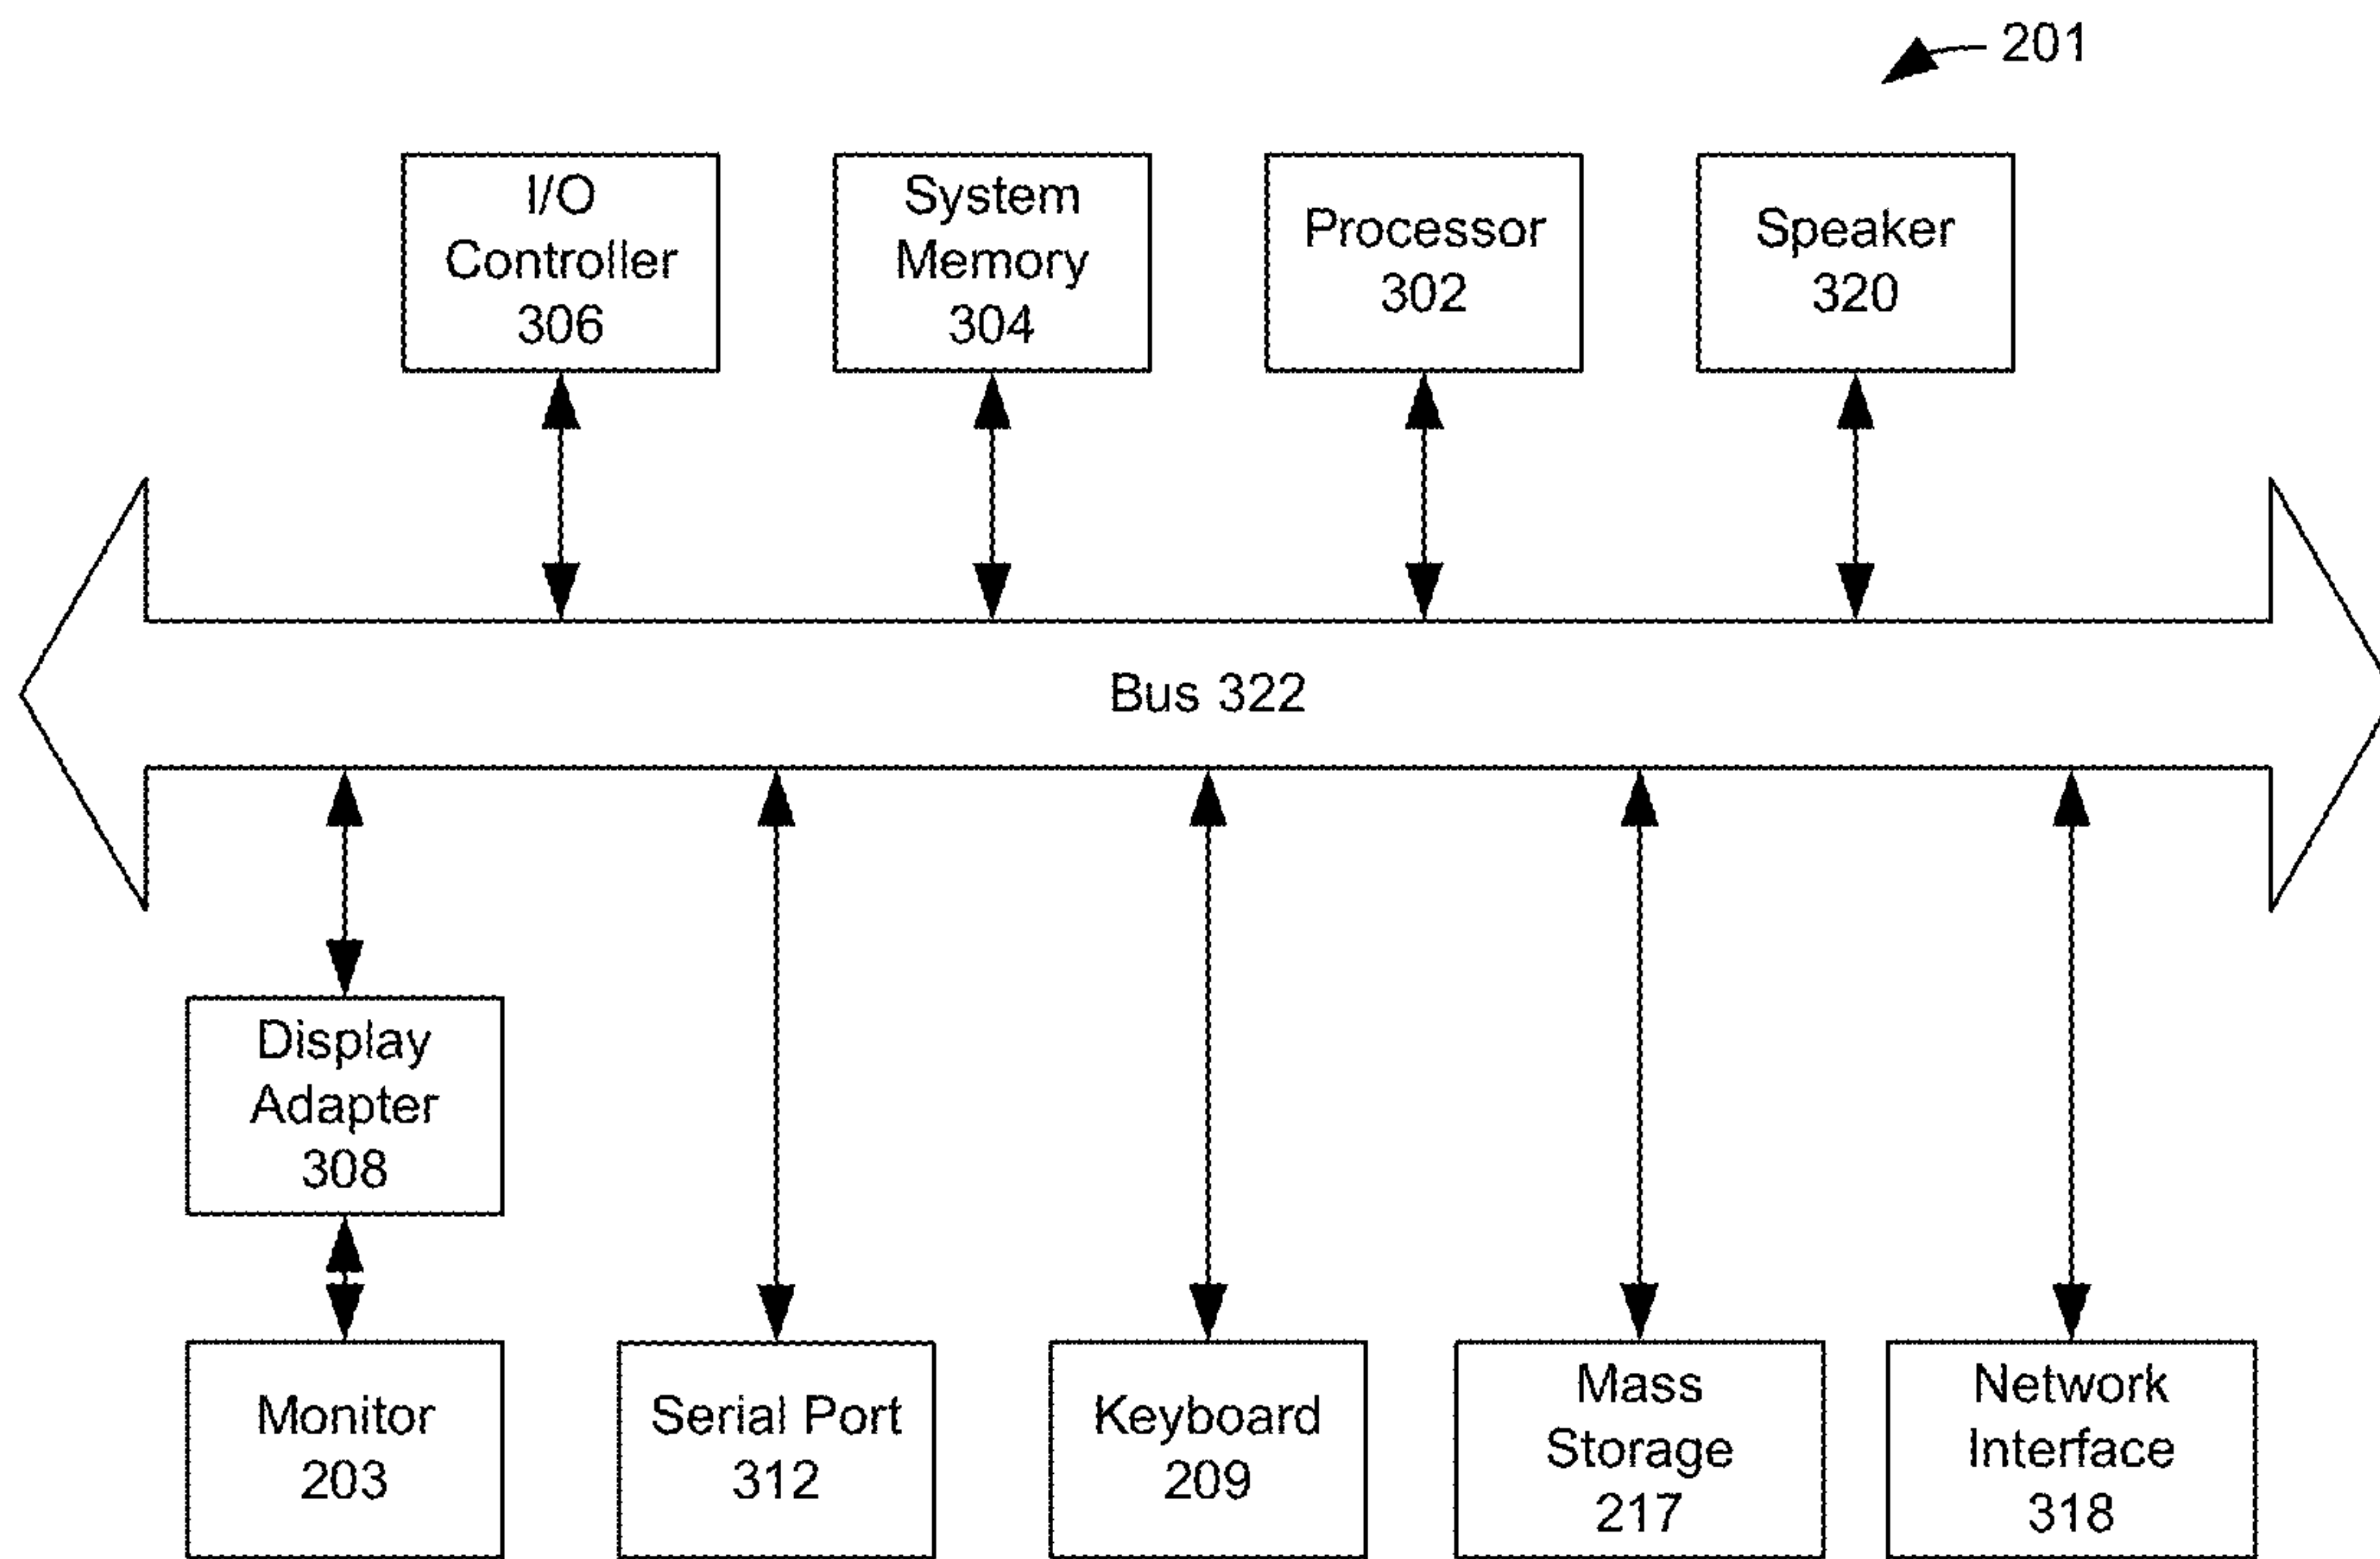 201
I/O
Controller
306
System
Memory
304
Processor
302
Speaker
320
Bus 322
Display
Adapter
308
Monitor
203
Serial Port
312
Keyboard
209
Mass
Storage
217
Network
Interface
318